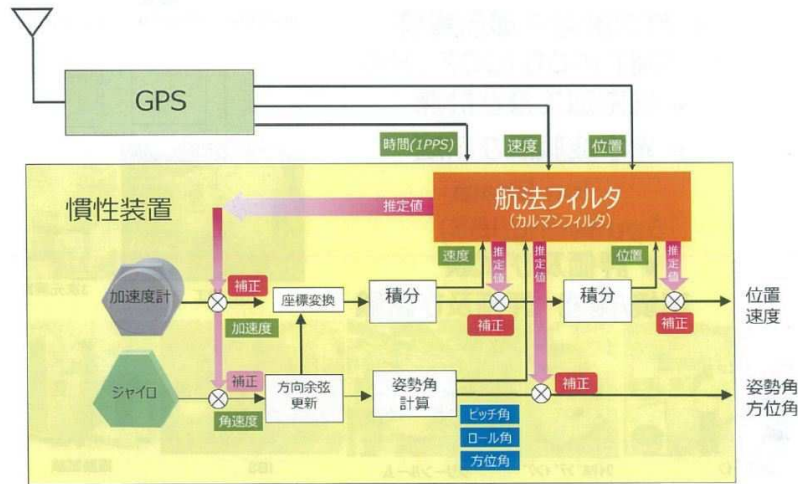 GPS
時間(1PPS)
速度
位置
慣性装置
推定値
航法フィルタ
(カルマンフィルタ)
速度
推定値
推定値
位置
推定値
加速度計
補正
加速度
座標変換
積分
補正
積分
補正
位置
速度
ジャイロ
補正
角速度
方向余弦
更新
姿勢角
計算
補正
姿勢角
方位角
ピッチ角
ロール角
方位角